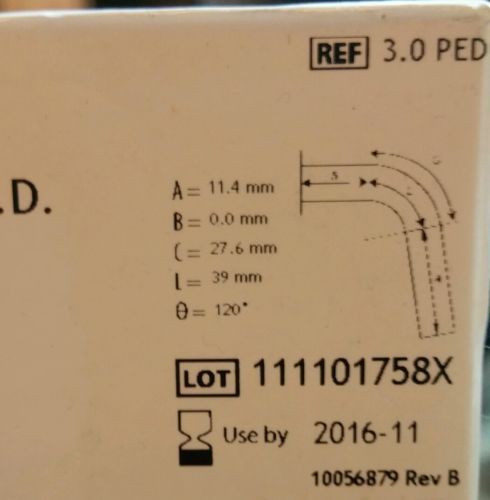 REF 3.0 PED
.D.
A = 11.4 mm
B = 0.0 mm
C = 27.6 mm
L = 39 mm
θ = 120°
LOT 111101758X
Use by 2016-11
10056879 Rev B